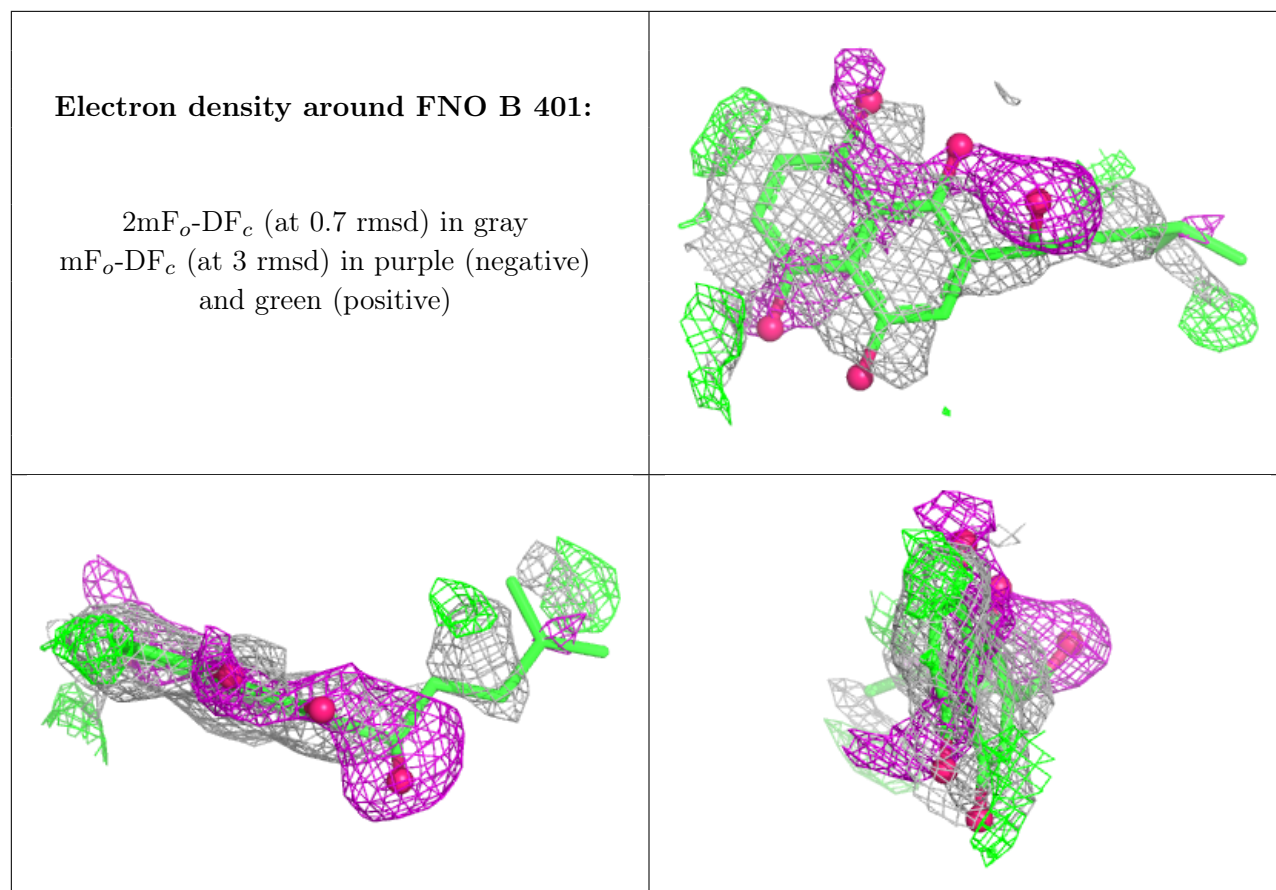 Electron density around FNO B 401:
2mFo-DFc (at 0.7 rmsd) in gray
mFo-DFc (at 3 rmsd) in purple (negative)
and green (positive)